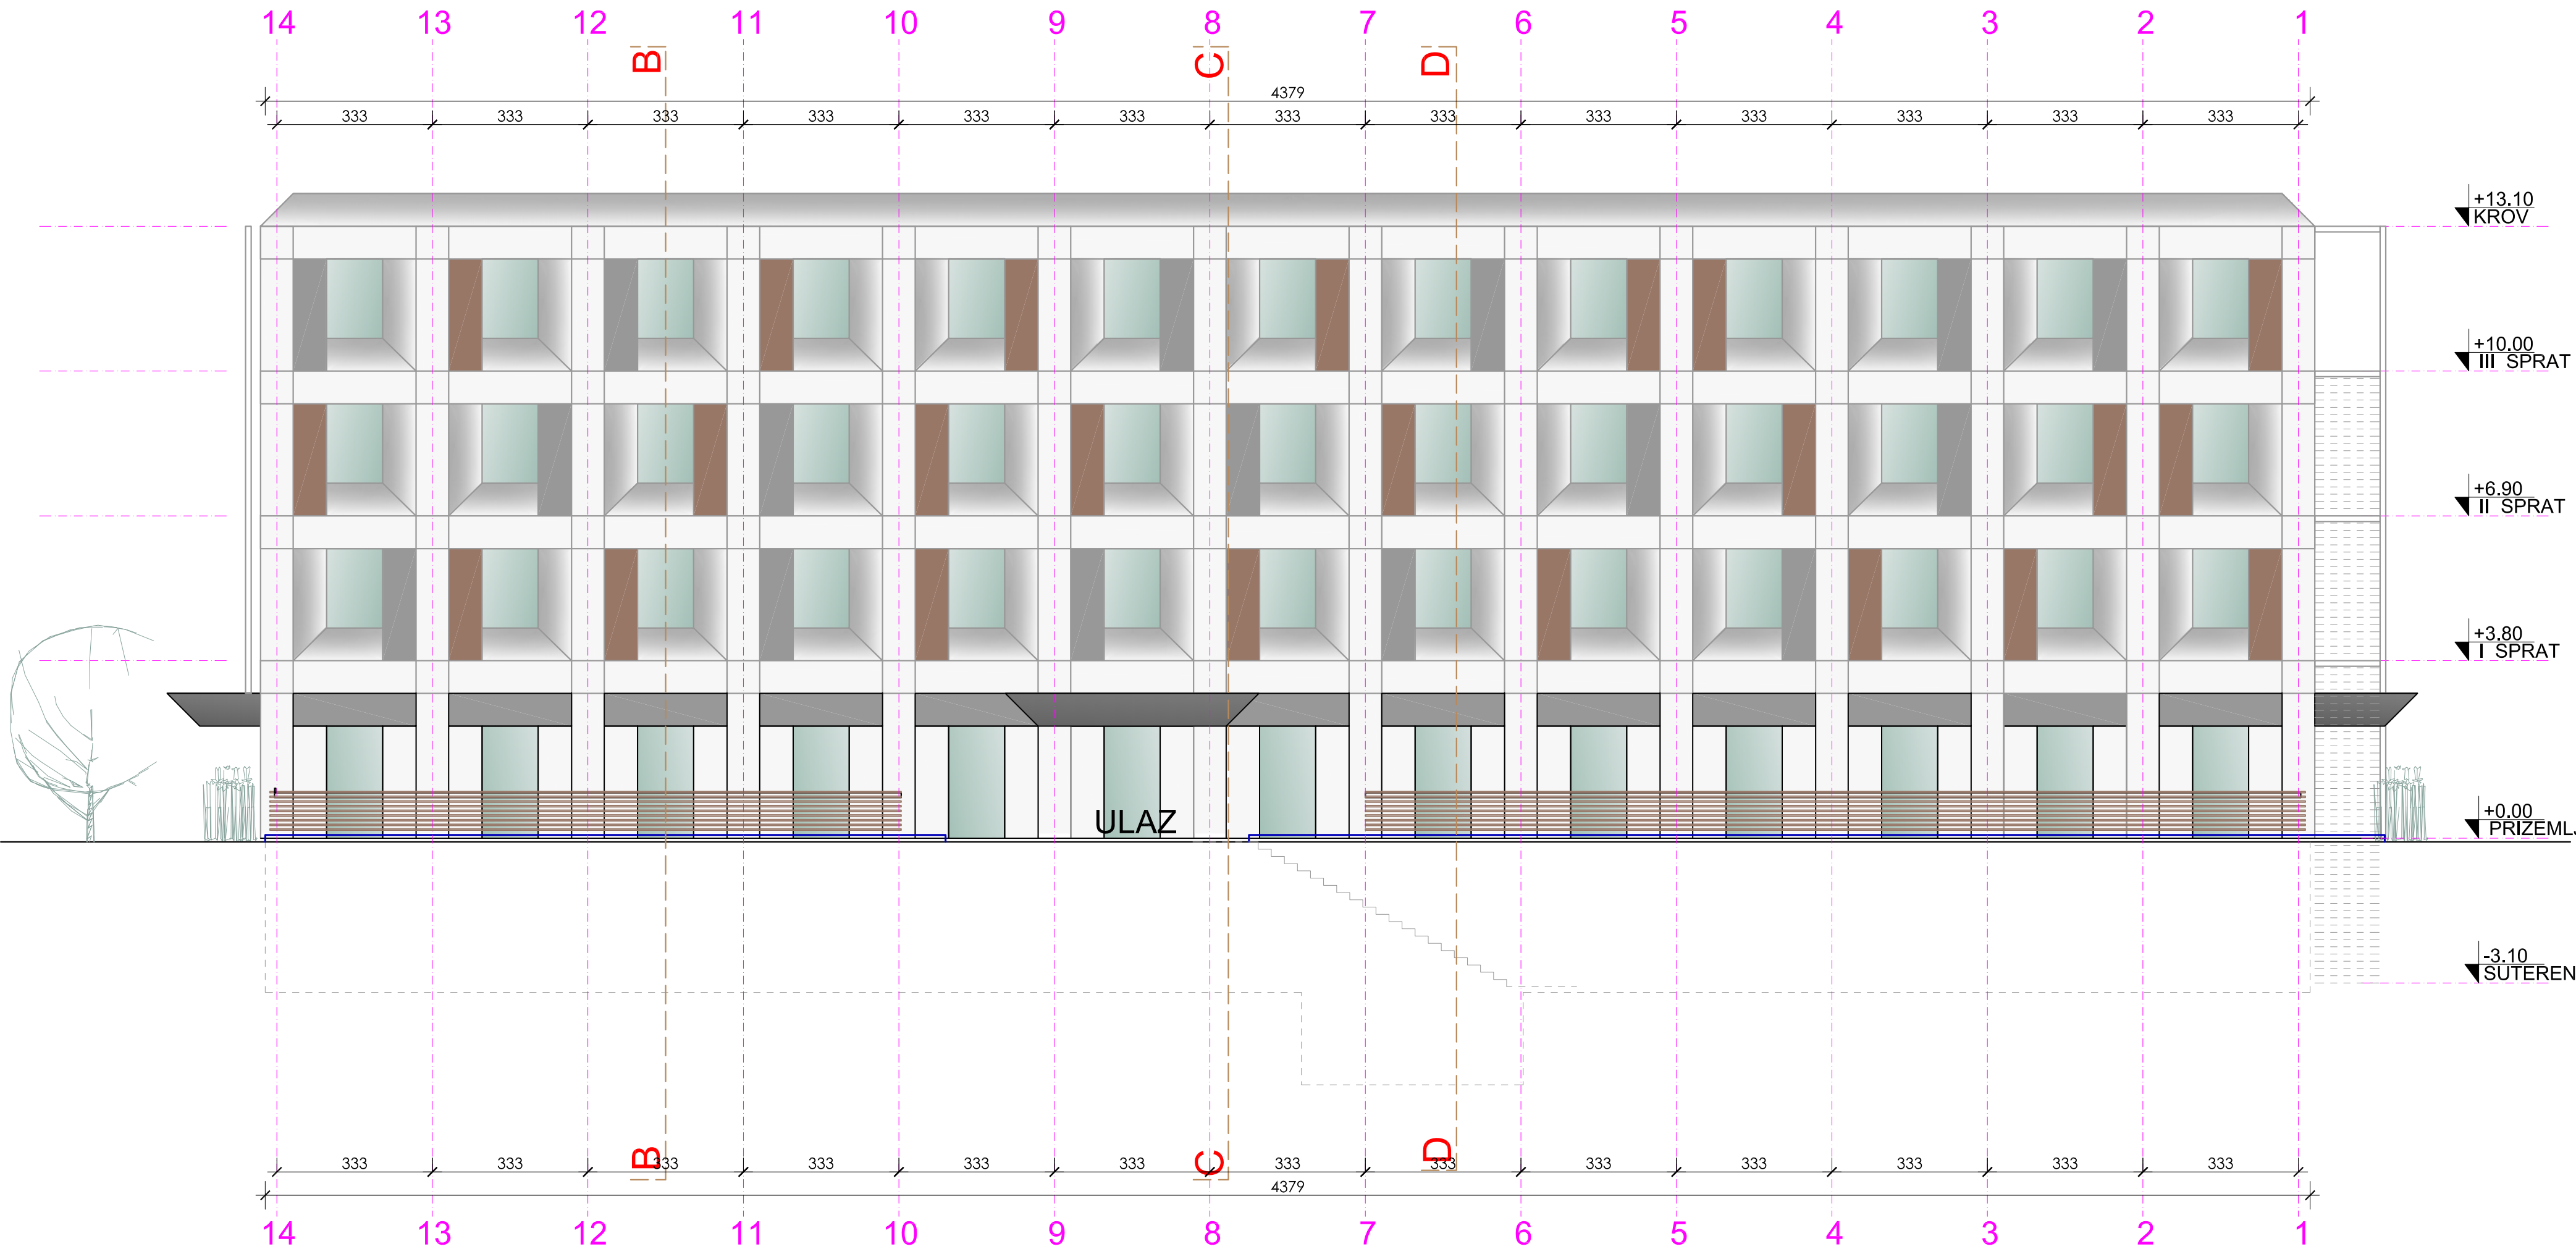 14 13 12 11 10 9 8 7 6 5 4 3 2 1
B C D
4379
333 333 333 333 333 333 333 333 333 333 333 333 333
+13.10
KROV
+10.00
III SPRAT
+6.90
II SPRAT
+3.80
I SPRAT
ULAZ
+0.00
PRIZEMLJ
-3.10
SUTEREN
B C D
333 333 333 333 333 333 333 333 333 333 333 333 333
4379
14 13 12 11 10 9 8 7 6 5 4 3 2 1